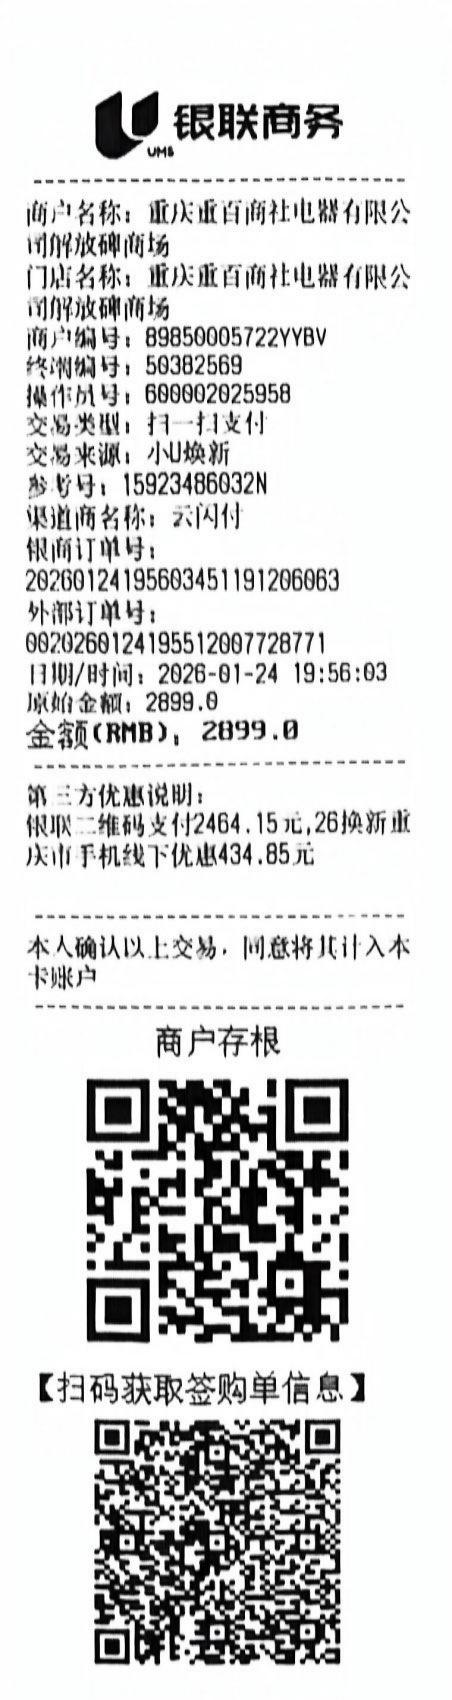 银联商务
UMS
商户名称：重庆重百商社电器有限公
司解放碑商场
门店名称：重庆重百商社电器有限公
司解放碑商场
商户编号：89850005722YYBV
终端编号：50382569
操作员号：600002025958
交易类型：扫一扫支付
交易来源：小U焕新
参考号：15923486032N
渠道商名称：云闪付
银商订单号：
20260124195603451191206063
外部订单号：
002026012419551200772877​1
日期/时间：2026-01-24 19:56:03
原始金额：2899.0
金额(RMB)：2899.0
第三方优惠说明：
银联二维码支付2464.15元,26换新重
庆市手机线下优惠434.85元
本人确认以上交易，同意将其计入本
卡账户
商户存根
【扫码获取签购单信息】